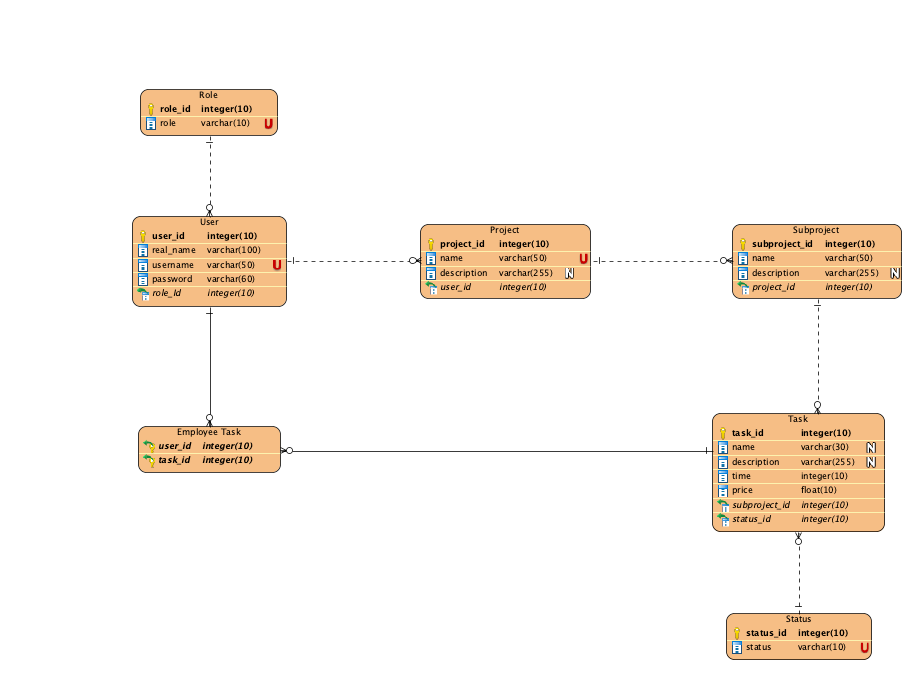 Role
role_id integer(10)
role varchar(10) U
User
user_id integer(10)
real_name varchar(100)
username varchar(50) U
password varchar(60)
role_Id integer(10)
Project
project_id integer(10)
name varchar(50) U
description varchar(255) N
user_id integer(10)
Subproject
subproject_id integer(10)
name varchar(50)
description varchar(255) N
project_id integer(10)
Employee Task
user_id integer(10)
task_id integer(10)
Task
task_id integer(10)
name varchar(30) N
description varchar(255) N
time integer(10)
price float(10)
subproject_id integer(10)
status_id integer(10)
Status
status_id integer(10)
status varchar(10) U